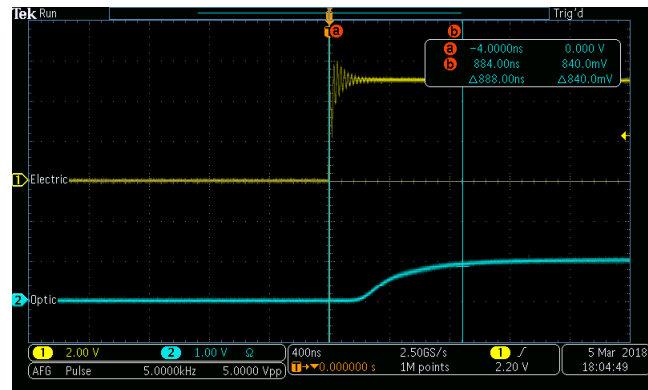 Tek Run Trig'd
T
T a b
a -4.0000ns 0.000 V
b 884.00ns 840.0mV
Δ888.00ns Δ840.0mV
1 Electric
2 Optic
1 2.00 V 2 1.00 V Ω 400ns 2.50GS/s 1 2.20 V 5 Mar 2018
AFG Pulse 5.0000kHz 5.0000 Vpp T→▼0.000000 s 1M points 18:04:49